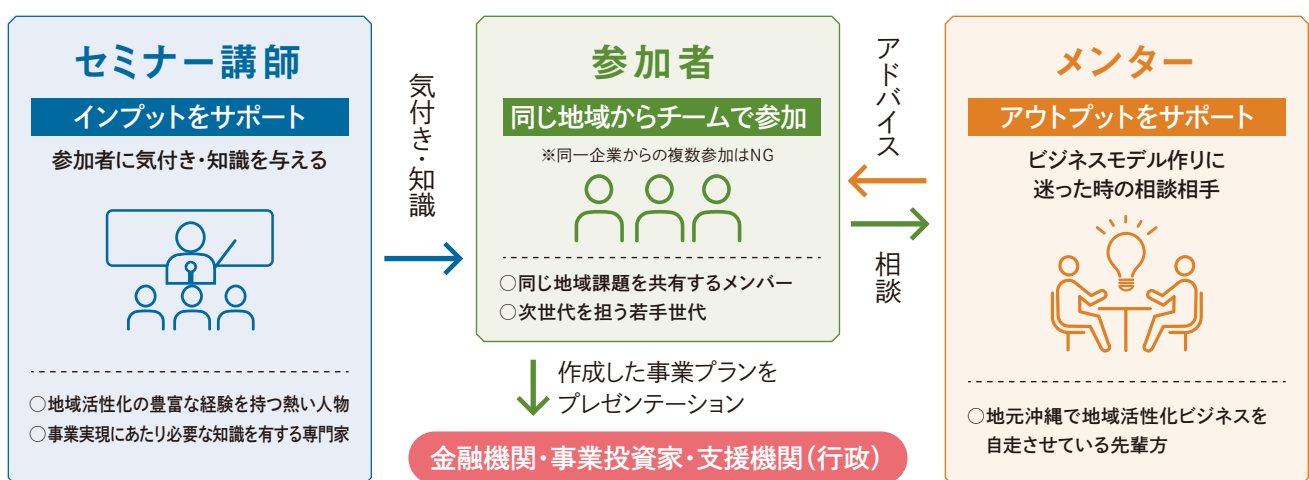 セミナー講師
インプットをサポート
参加者に気付き・知識を与える
○地域活性化の豊富な経験を持つ熱い人物
○事業実現にあたり必要な知識を有する専門家
気付き・知識
参加者
同じ地域からチームで参加
※同一企業からの複数参加はNG
○同じ地域課題を共有するメンバー
○次世代を担う若手世代
アドバイス
相談
メンター
アウトプットをサポート
ビジネスモデル作りに
迷った時の相談相手
○地元沖縄で地域活性化ビジネスを
自走させている先輩方
作成した事業プランを
プレゼンテーション
金融機関・事業投資家・支援機関（行政）